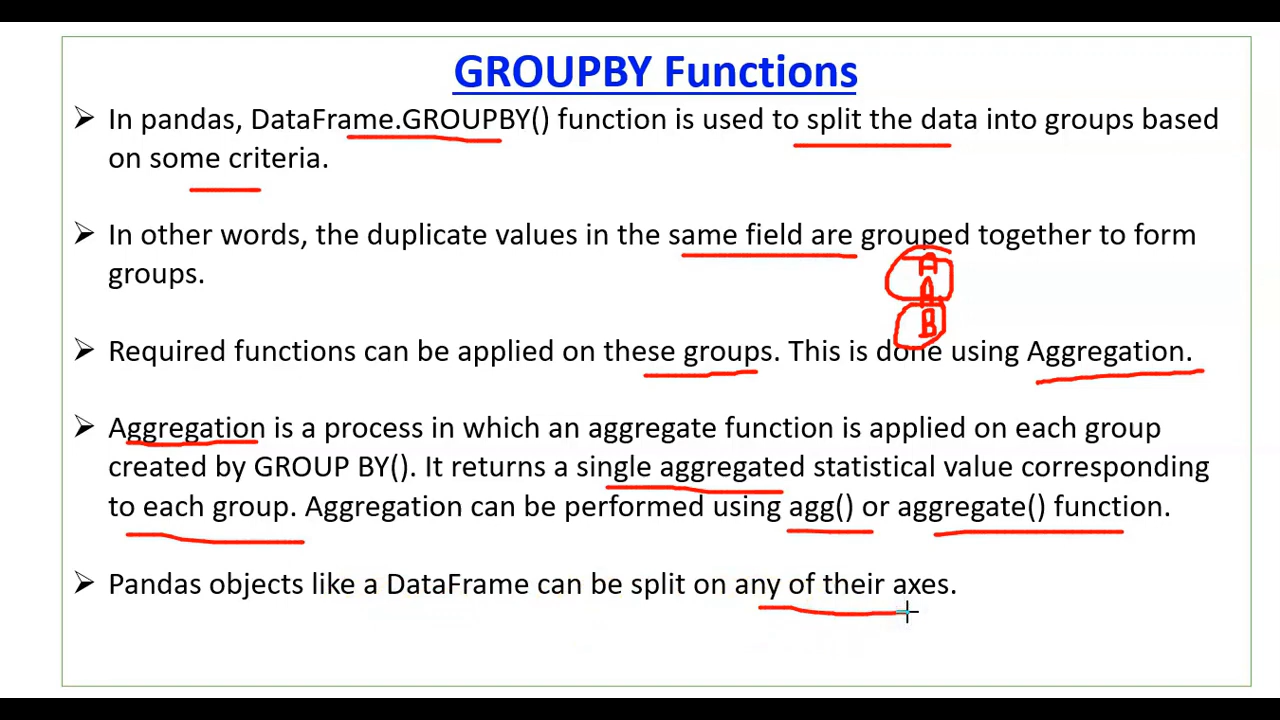 GROUPBY Functions
➢ In pandas, DataFrame.GROUPBY() function is used to split the data into groups based
on some criteria.
➢ In other words, the duplicate values in the same field are grouped together to form
groups.
A
A
B
➢ Required functions can be applied on these groups. This is done using Aggregation.
➢ Aggregation is a process in which an aggregate function is applied on each group
created by GROUP BY(). It returns a single aggregated statistical value corresponding
to each group. Aggregation can be performed using agg() or aggregate() function.
➢ Pandas objects like a DataFrame can be split on any of their axes.